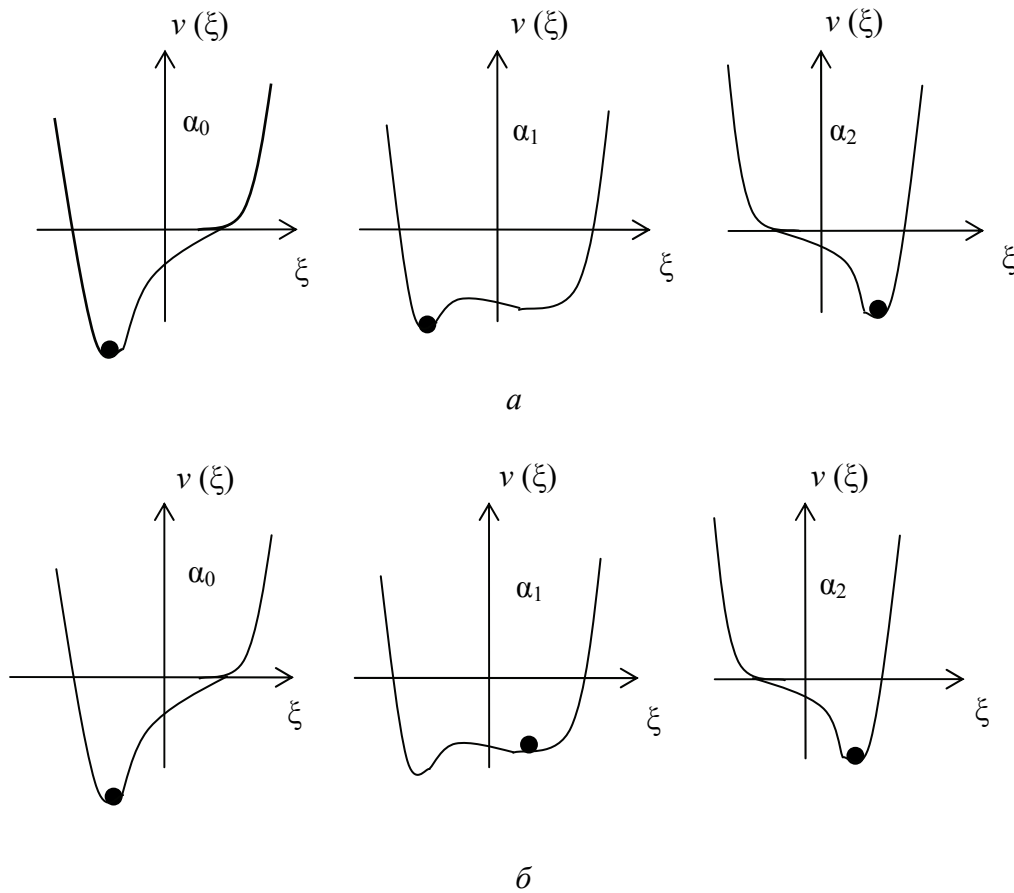 v (ξ) v (ξ) v (ξ)
α₀ α₁ α₂
ξ ξ ξ
а
v (ξ) v (ξ) v (ξ)
α₀ α₁ α₂
ξ ξ ξ
б